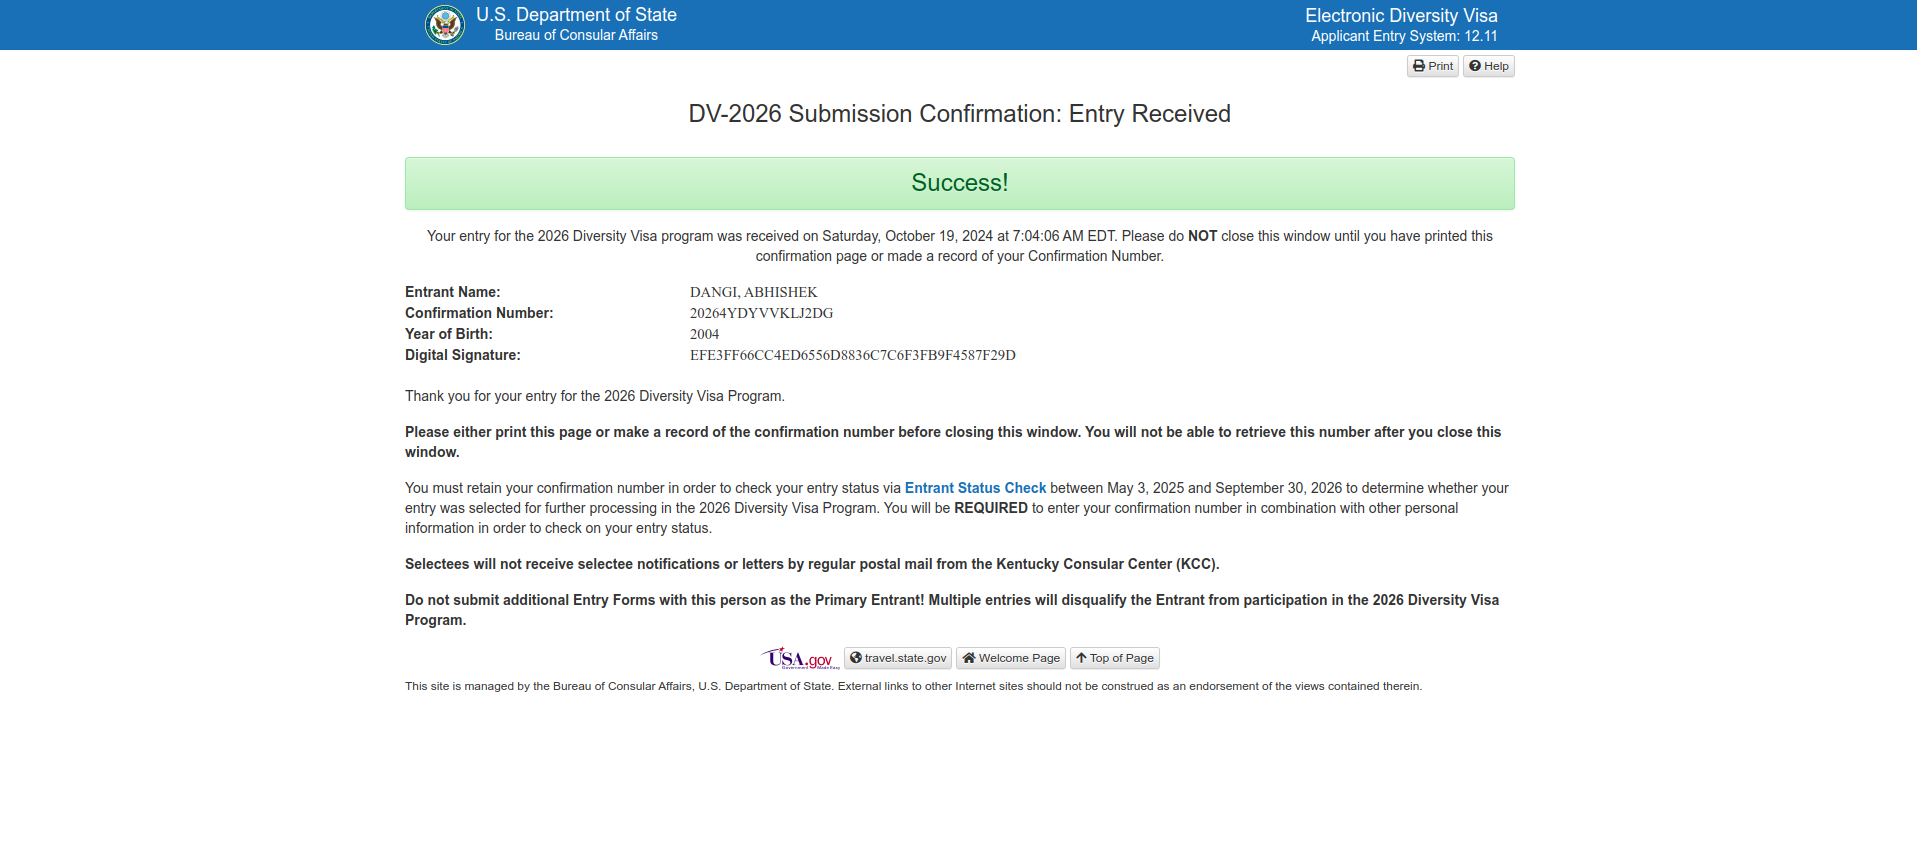 U.S. Department of State
Bureau of Consular Affairs
Electronic Diversity Visa
Applicant Entry System: 12.11
Print Help
DV-2026 Submission Confirmation: Entry Received
Success!
Your entry for the 2026 Diversity Visa program was received on Saturday, October 19, 2024 at 7:04:06 AM EDT. Please do NOT close this window until you have printed this
confirmation page or made a record of your Confirmation Number.
Entrant Name: DANGI, ABHISHEK
Confirmation Number: 20264YDYVVKLJ2DG
Year of Birth: 2004
Digital Signature: EFE3FF66CC4ED6556D8836C7C6F3FB9F4587F29D
Thank you for your entry for the 2026 Diversity Visa Program.
Please either print this page or make a record of the confirmation number before closing this window. You will not be able to retrieve this number after you close this
window.
You must retain your confirmation number in order to check your entry status via Entrant Status Check between May 3, 2025 and September 30, 2026 to determine whether your
entry was selected for further processing in the 2026 Diversity Visa Program. You will be REQUIRED to enter your confirmation number in combination with other personal
information in order to check on your entry status.
Selectees will not receive selectee notifications or letters by regular postal mail from the Kentucky Consular Center (KCC).
Do not submit additional Entry Forms with this person as the Primary Entrant! Multiple entries will disqualify the Entrant from participation in the 2026 Diversity Visa
Program.
USA.gov travel.state.gov Welcome Page Top of Page
Government Made Easy
This site is managed by the Bureau of Consular Affairs, U.S. Department of State. External links to other Internet sites should not be construed as an endorsement of the views contained therein.